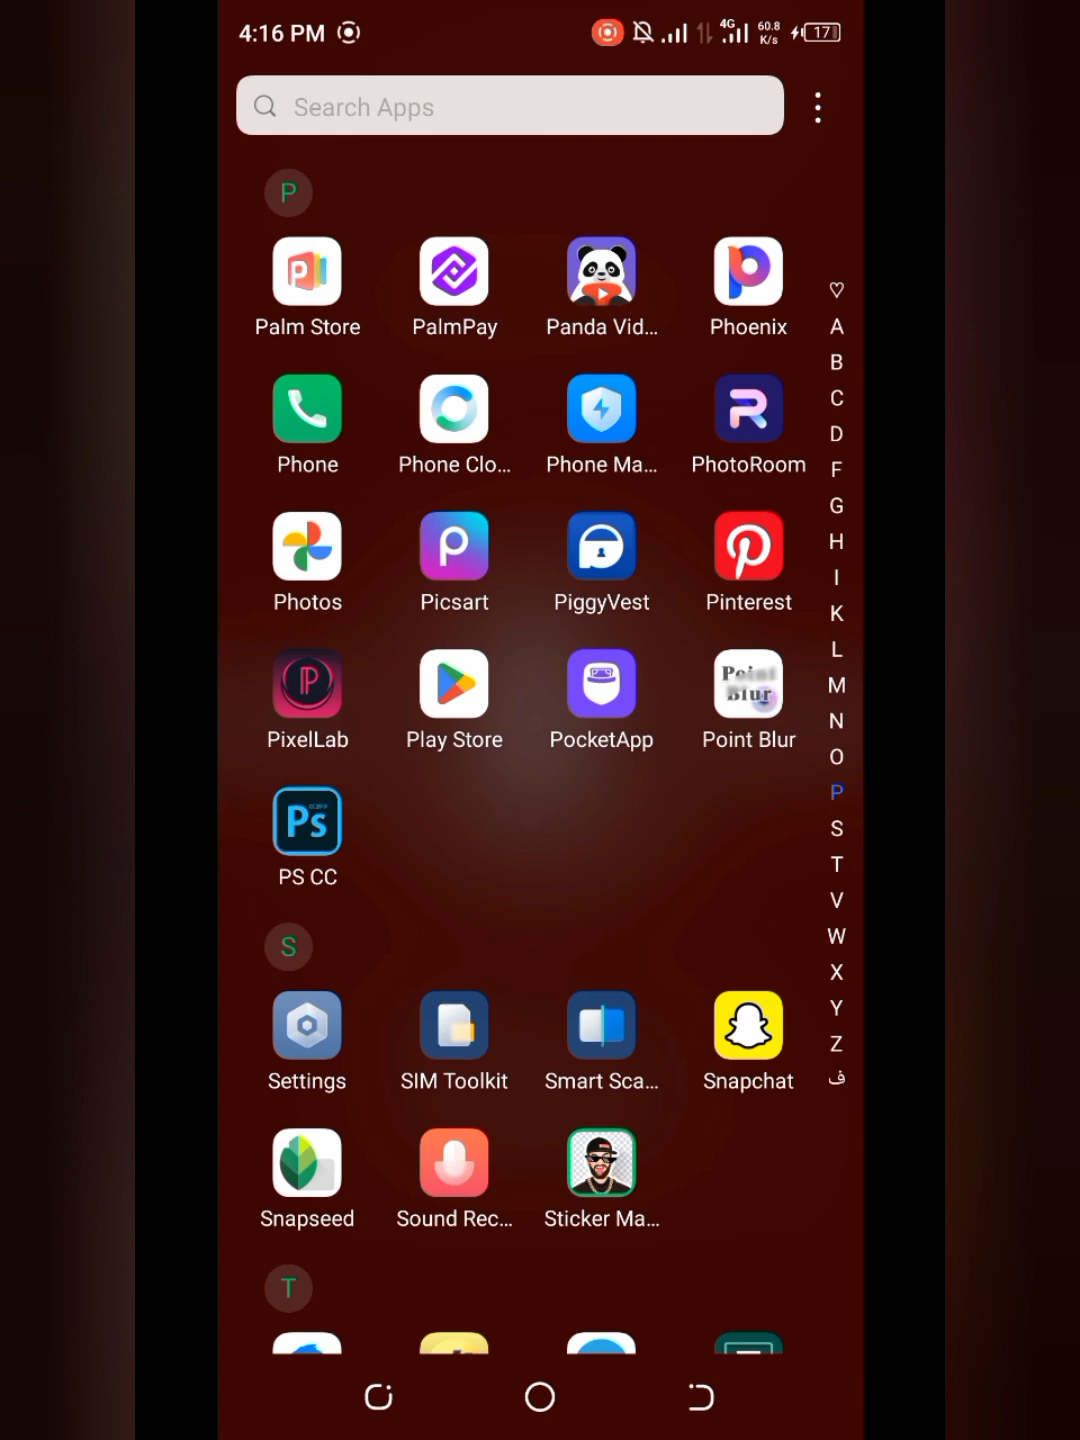 4:16 PM 4G 60.8 K/s 17
Search Apps
P
Palm Store PalmPay Panda Vid... Phoenix
Phone Phone Clo... Phone Ma... PhotoRoom
Photos Picsart PiggyVest Pinterest
Point Blur
PixelLab Play Store PocketApp Point Blur
Ps
PS CC
S
Settings SIM Toolkit Smart Sca... Snapchat
Snapseed Sound Rec... Sticker Ma...
T
A
B
C
D
F
G
H
I
K
L
M
N
O
P
S
T
V
W
X
Y
Z
ف